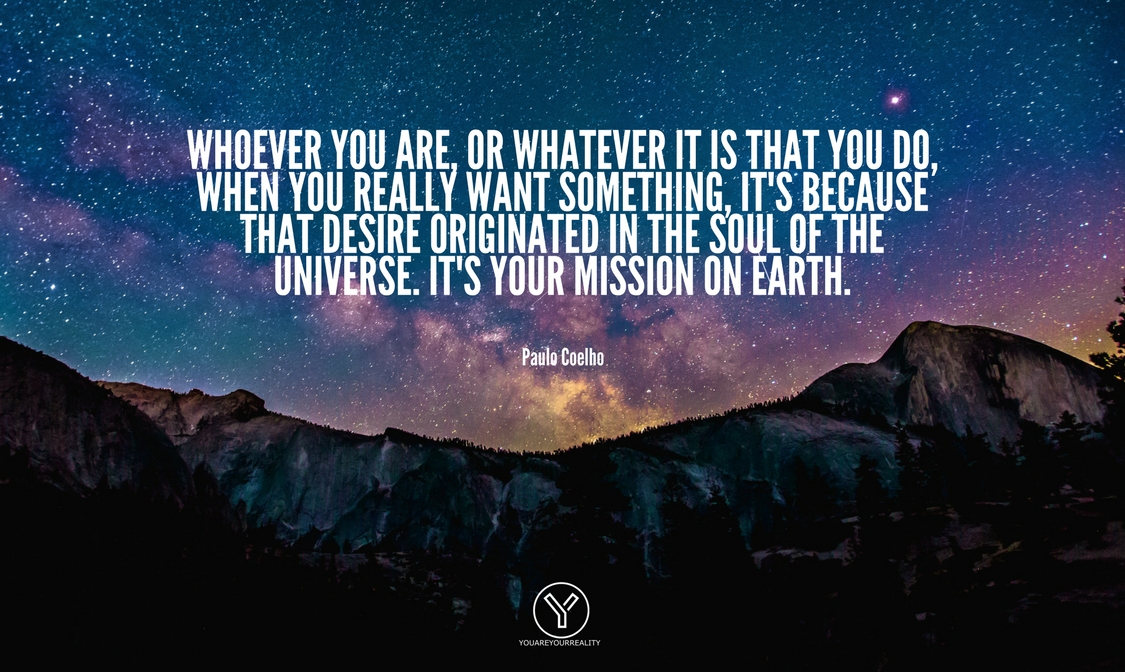 WHOEVER YOU ARE, OR WHATEVER IT IS THAT YOU DO,
WHEN YOU REALLY WANT SOMETHING, IT'S BECAUSE
THAT DESIRE ORIGINATED IN THE SOUL OF THE
UNIVERSE. IT'S YOUR MISSION ON EARTH.
Paulo Coelho
Y
YOUAREYOURREALITY